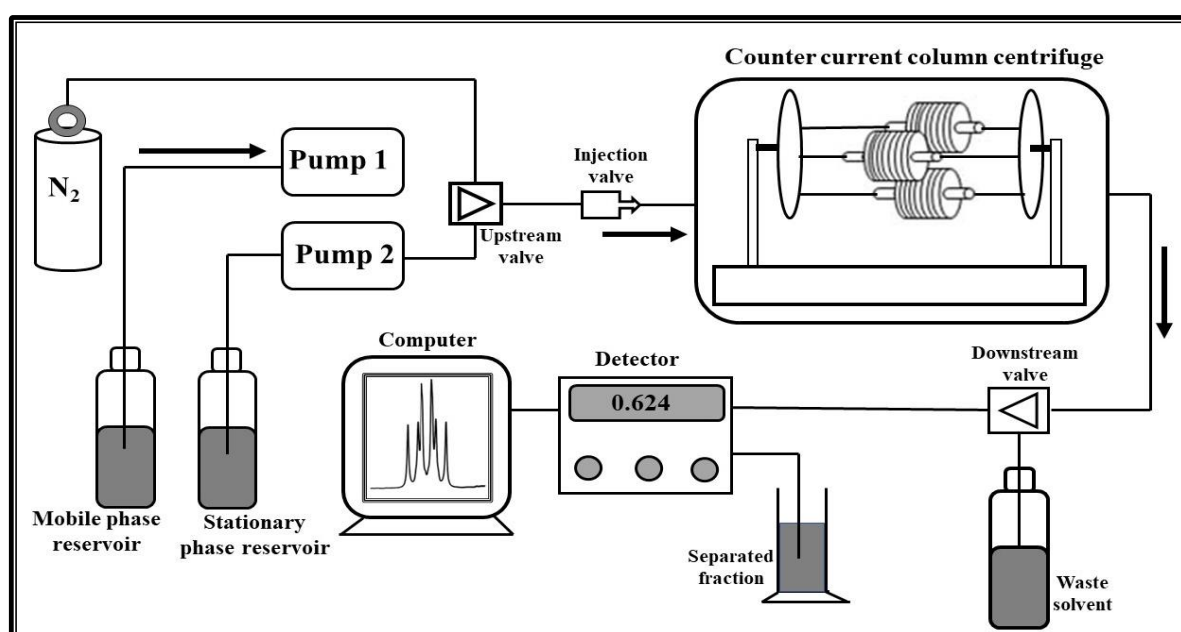 Counter current column centrifuge
N₂
Pump 1
Injection
valve
Pump 2
Upstream
valve
Computer
Detector
Downstream
valve
0.624
Mobile phase
reservoir
Stationary
phase reservoir
Separated
fraction
Waste
solvent